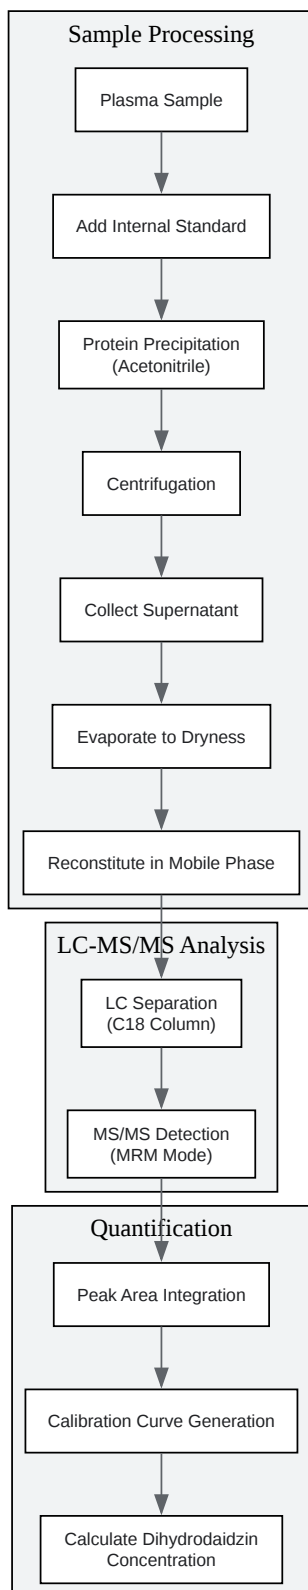 Sample Processing
Plasma Sample
Add Internal Standard
Protein Precipitation
(Acetonitrile)
Centrifugation
Collect Supernatant
Evaporate to Dryness
Reconstitute in Mobile Phase
LC-MS/MS Analysis
LC Separation
(C18 Column)
MS/MS Detection
(MRM Mode)
Quantification
Peak Area Integration
Calibration Curve Generation
Calculate Dihydrodaidzin
Concentration